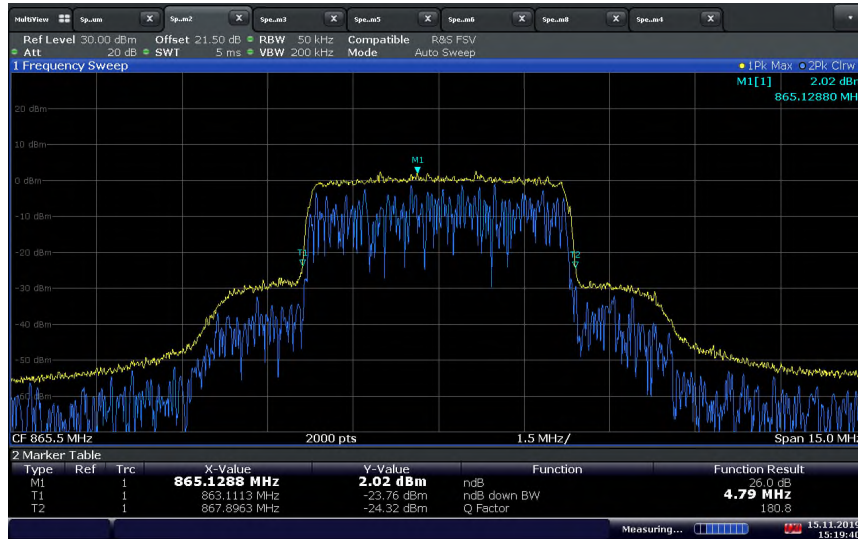 MultiView Sp..um X Sp..m2 X Spe..m3 X Spe..m5 X Spe..m6 X Spe..m8 X Spe..m4 X
Ref Level 30.00 dBm Offset 21.50 dB RBW 50 kHz Compatible R&S FSV
Att 20 dB SWT 5 ms VBW 200 kHz Mode Auto Sweep
1 Frequency Sweep 1Pk Max 2Pk Clrw
M1[1] 2.02 dBr
865.12880 MH
20 dBm
10 dBm
M1
0 dBm
-10 dBm
-20 dBm
T1
T2
-30 dBm
-40 dBm
-50 dBm
-60 dBm
CF 865.5 MHz 2000 pts 1.5 MHz/ Span 15.0 MHz
2 Marker Table
Type Ref Trc X-Value Y-Value Function Function Result
M1 1 865.1288 MHz 2.02 dBm ndB 26.0 dB
T1 1 863.1113 MHz -23.76 dBm ndB down BW 4.79 MHz
T2 1 867.8963 MHz -24.32 dBm Q Factor 180.8
Measuring... 15.11.2019
15:19:40